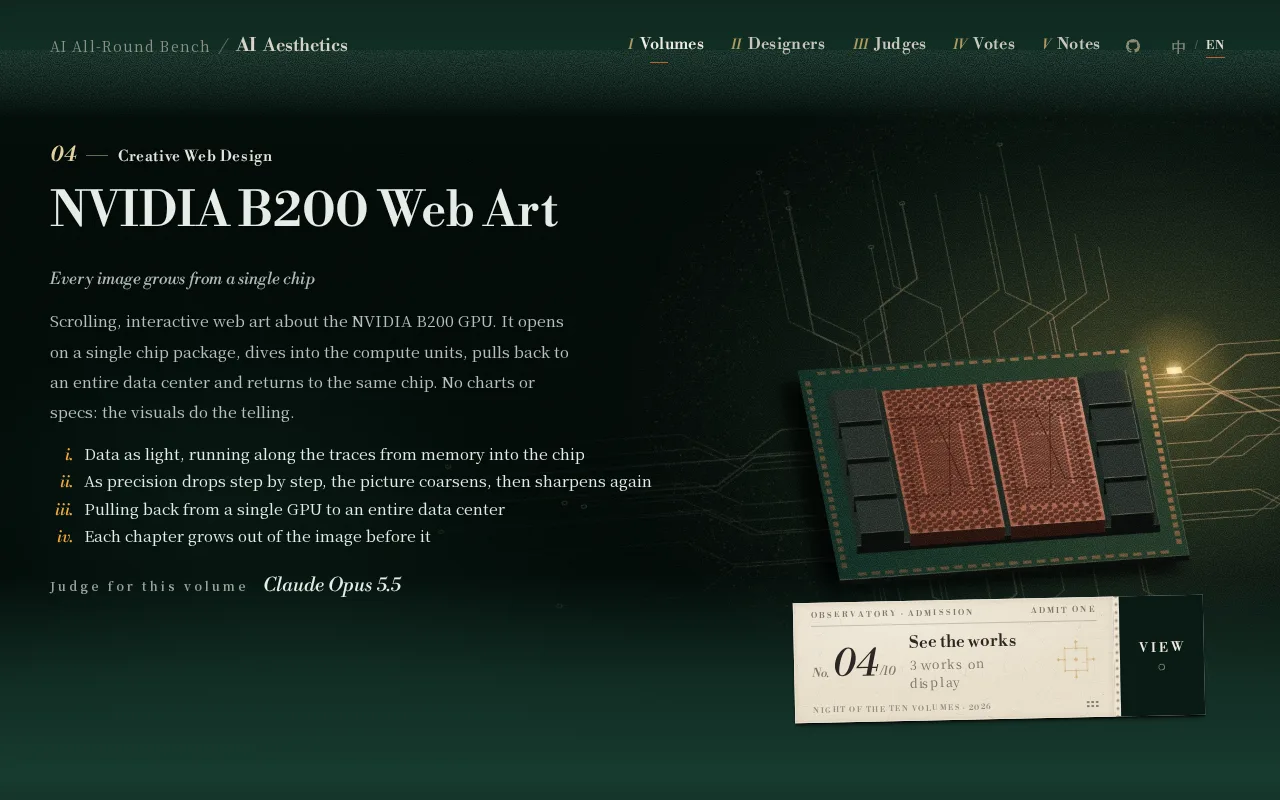 AI All-Round Bench / AI Aesthetics
I Volumes II Designers III Judges IV Votes V Notes 中 / EN
04 — Creative Web Design
NVIDIA B200 Web Art
Every image grows from a single chip
Scrolling, interactive web art about the NVIDIA B200 GPU. It opens
on a single chip package, dives into the compute units, pulls back to
an entire data center and returns to the same chip. No charts or
specs: the visuals do the telling.
i. Data as light, running along the traces from memory into the chip
ii. As precision drops step by step, the picture coarsens, then sharpens again
iii. Pulling back from a single GPU to an entire data center
iv. Each chapter grows out of the image before it
Judge for this volume Claude Opus 5.5
OBSERVATORY · ADMISSION ADMIT ONE
No. 04/10
See the works
3 works on
display
NIGHT OF THE TEN VOLUMES · 2026
VIEW